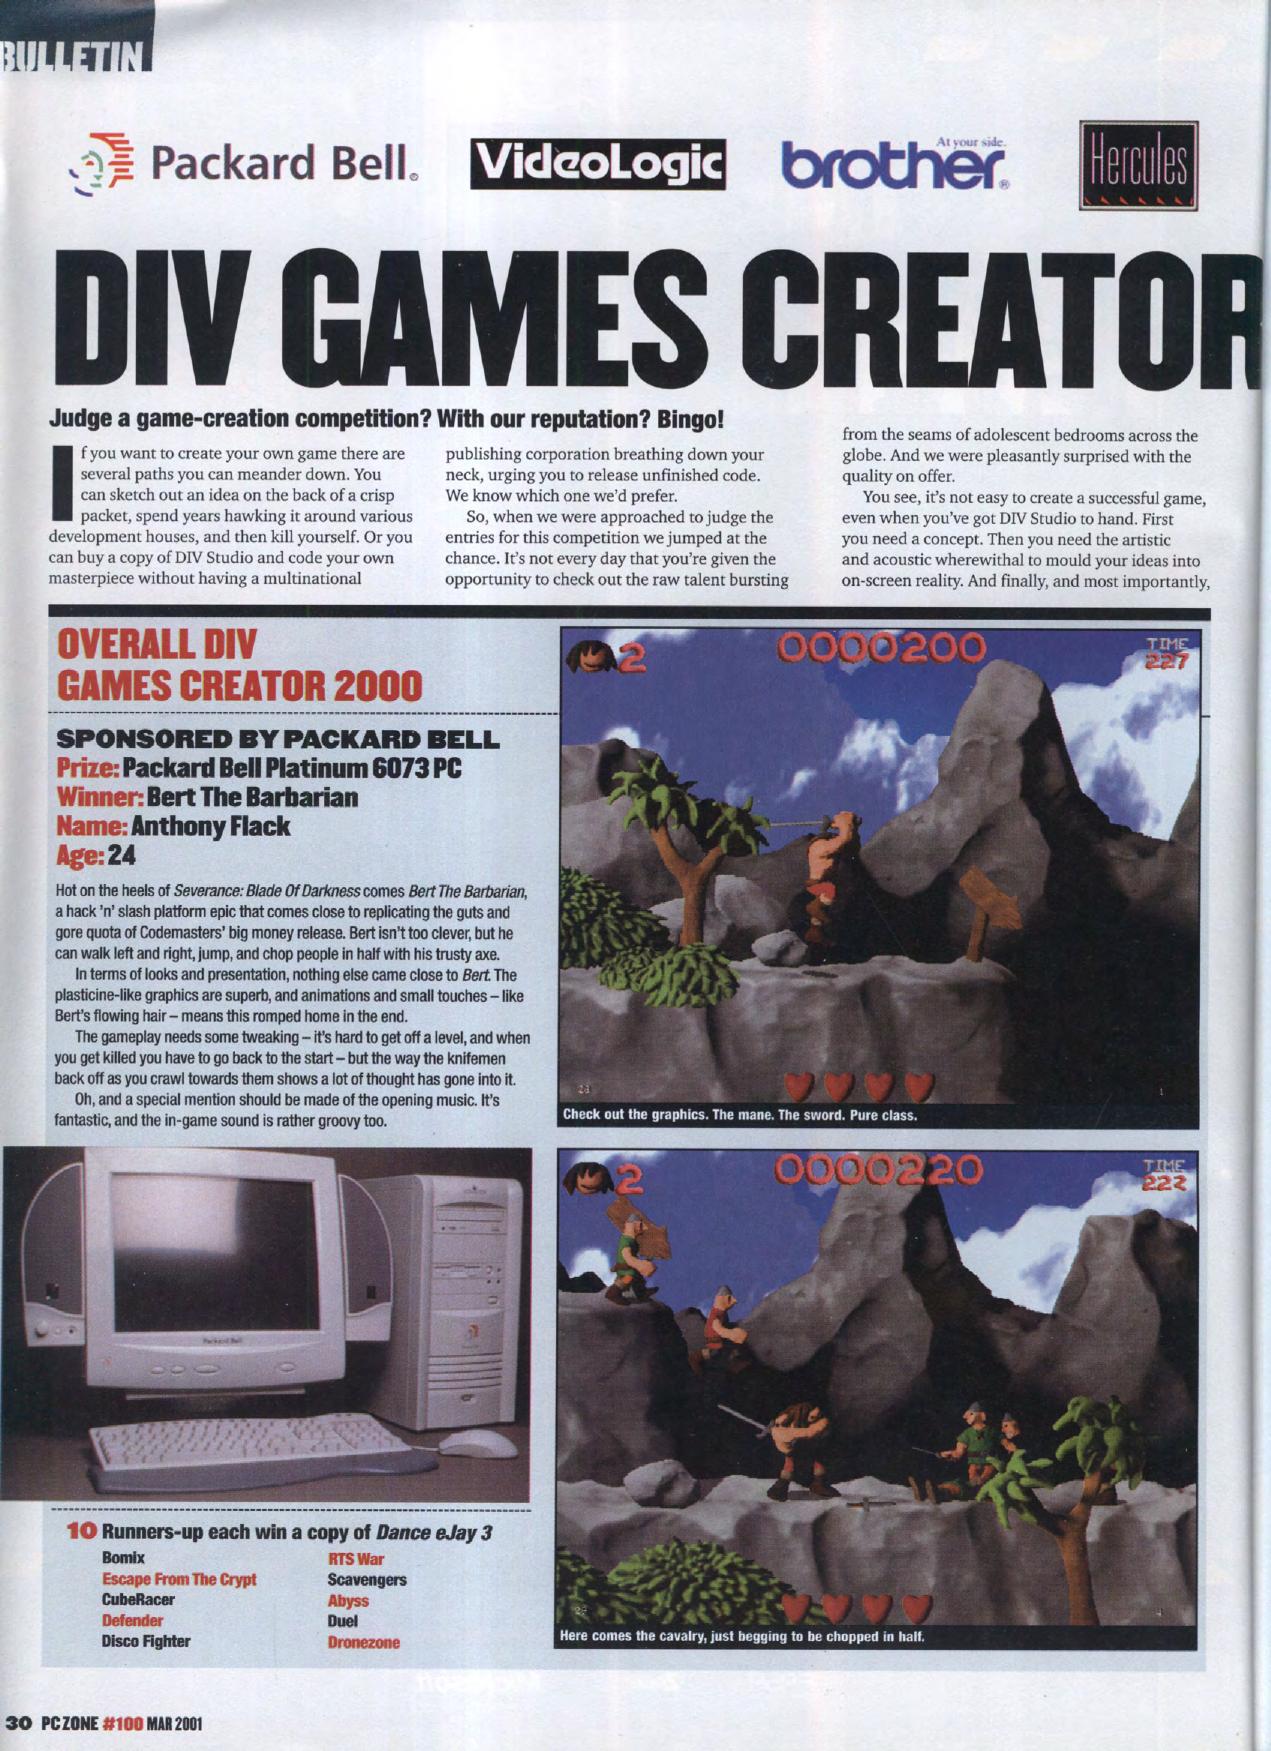 BULLETIN
Packard Bell®
VideoLogic
At your side.
brother®
Hercules
DIV GAMES CREATOR
Judge a game-creation competition? With our reputation? Bingo!
If you want to create your own game there are
several paths you can meander down. You
can sketch out an idea on the back of a crisp
packet, spend years hawking it around various
development houses, and then kill yourself. Or you
can buy a copy of DIV Studio and code your own
masterpiece without having a multinational
publishing corporation breathing down your
neck, urging you to release unfinished code.
We know which one we'd prefer.
So, when we were approached to judge the
entries for this competition we jumped at the
chance. It's not every day that you're given the
opportunity to check out the raw talent bursting
from the seams of adolescent bedrooms across the
globe. And we were pleasantly surprised with the
quality on offer.
You see, it's not easy to create a successful game,
even when you've got DIV Studio to hand. First
you need a concept. Then you need the artistic
and acoustic wherewithal to mould your ideas into
on-screen reality. And finally, and most importantly,
OVERALL DIV
GAMES CREATOR 2000
SPONSORED BY PACKARD BELL
Prize: Packard Bell Platinum 6073 PC
Winner: Bert The Barbarian
Name: Anthony Flack
Age: 24
Hot on the heels of Severance: Blade Of Darkness comes Bert The Barbarian,
a hack 'n' slash platform epic that comes close to replicating the guts and
gore quota of Codemasters' big money release. Bert isn't too clever, but he
can walk left and right, jump, and chop people in half with his trusty axe.
In terms of looks and presentation, nothing else came close to Bert. The
plasticine-like graphics are superb, and animations and small touches – like
Bert's flowing hair – means this romped home in the end.
The gameplay needs some tweaking – it's hard to get off a level, and when
you get killed you have to go back to the start – but the way the knifemen
back off as you crawl towards them shows a lot of thought has gone into it.
Oh, and a special mention should be made of the opening music. It's
fantastic, and the in-game sound is rather groovy too.
2
0000200
TIME
227
Check out the graphics. The mane. The sword. Pure class.
2
0000220
TIME
222
Here comes the cavalry, just begging to be chopped in half.
Packard Bell
10 Runners-up each win a copy of Dance eJay 3
Bomix
Escape From The Crypt
CubeRacer
Defender
Disco Fighter
RTS War
Scavengers
Abyss
Duel
Dronezone
30 PC ZONE #100 MAR 2001